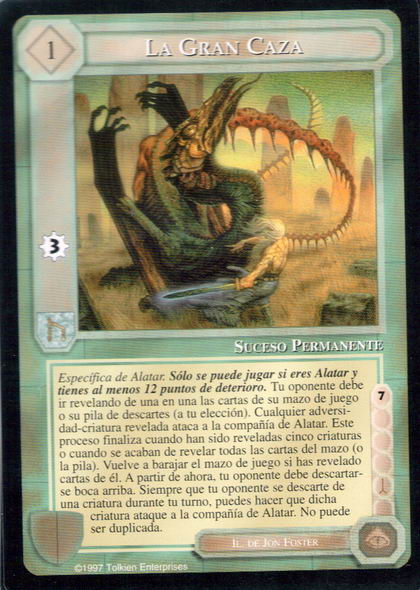 1
LA GRAN CAZA
3
SUCESO PERMANENTE
Específica de Alatar. Sólo se puede jugar si eres Alatar y
tienes al menos 12 puntos de deterioro. Tu oponente debe
ir revelando de una en una las cartas de su mazo de juego
o su pila de descartes (a tu elección). Cualquier adversi-
dad-criatura revelada ataca a la compañía de Alatar. Este
proceso finaliza cuando han sido reveladas cinco criaturas
o cuando se acaban de revelar todas las cartas del mazo (o
la pila). Vuelve a barajar el mazo de juego si has revelado
cartas de él. A partir de ahora, tu oponente debe descartar-
se boca arriba. Siempre que tu oponente se descarte de
una criatura durante tu turno, puedes hacer que dicha
criatura ataque a la compañía de Alatar. No puede
ser duplicada.
7
IL. DE JON FOSTER
©1997 Tolkien Enterprises